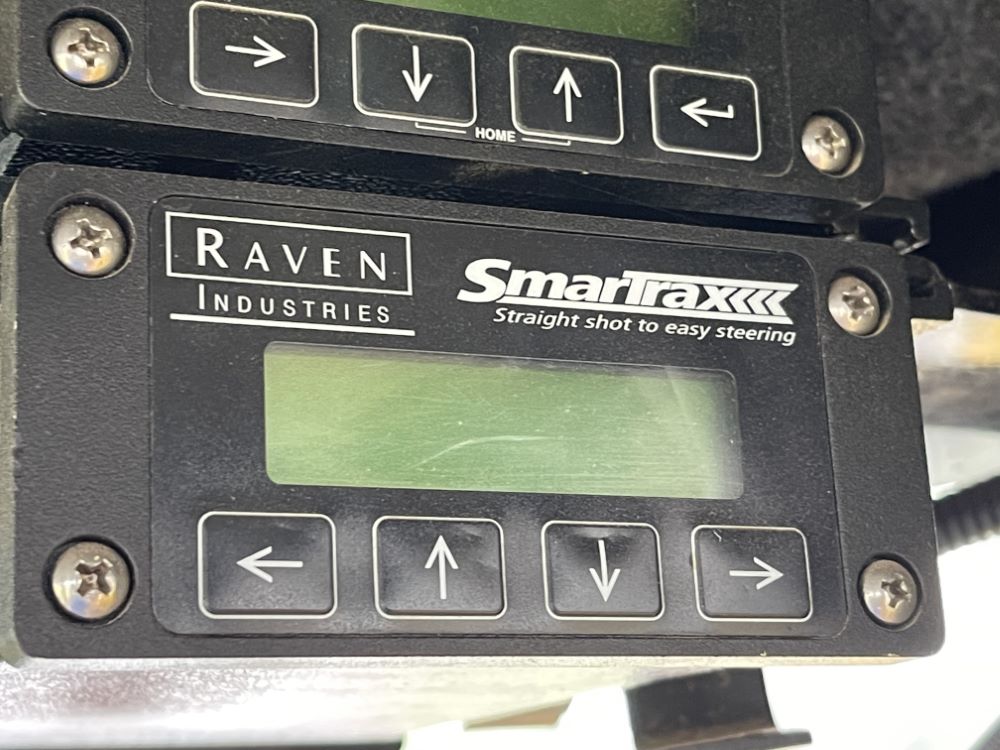 HOME
RAVEN
INDUSTRIES
SmarTrax
Straight shot to easy steering